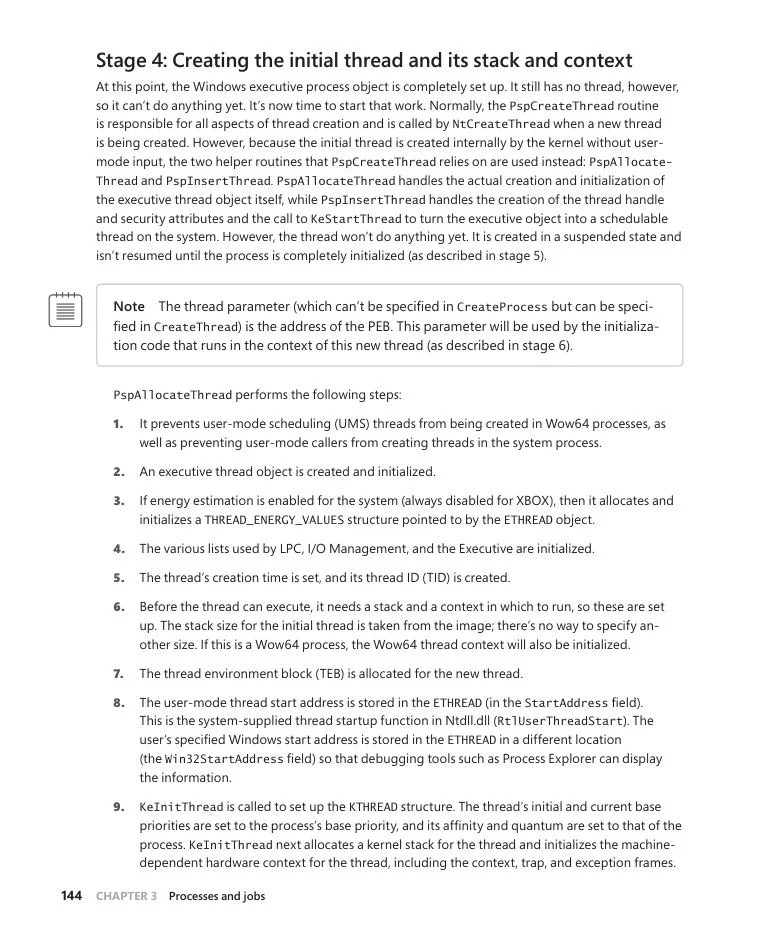 Stage 4: Creating the initial thread and its stack and context
At this point, the Windows executive process object is completely set up. It still has no thread, however,
so it can’t do anything yet. It’s now time to start that work. Normally, the PspCreateThread routine
is responsible for all aspects of thread creation and is called by NtCreateThread when a new thread
is being created. However, because the initial thread is created internally by the kernel without user-
mode input, the two helper routines that PspCreateThread relies on are used instead: PspAllocate-
Thread and PspInsertThread. PspAllocateThread handles the actual creation and initialization of
the executive thread object itself, while PspInsertThread handles the creation of the thread handle
and security attributes and the call to KeStartThread to turn the executive object into a schedulable
thread on the system. However, the thread won’t do anything yet. It is created in a suspended state and
isn’t resumed until the process is completely initialized (as described in stage 5).
Note The thread parameter (which can’t be specified in CreateProcess but can be speci-
fied in CreateThread) is the address of the PEB. This parameter will be used by the initializa-
tion code that runs in the context of this new thread (as described in stage 6).
PspAllocateThread performs the following steps:
1. It prevents user-mode scheduling (UMS) threads from being created in Wow64 processes, as
well as preventing user-mode callers from creating threads in the system process.
2. An executive thread object is created and initialized.
3. If energy estimation is enabled for the system (always disabled for XBOX), then it allocates and
initializes a THREAD_ENERGY_VALUES structure pointed to by the ETHREAD object.
4. The various lists used by LPC, I/O Management, and the Executive are initialized.
5. The thread’s creation time is set, and its thread ID (TID) is created.
6. Before the thread can execute, it needs a stack and a context in which to run, so these are set
up. The stack size for the initial thread is taken from the image; there’s no way to specify an-
other size. If this is a Wow64 process, the Wow64 thread context will also be initialized.
7. The thread environment block (TEB) is allocated for the new thread.
8. The user-mode thread start address is stored in the ETHREAD (in the StartAddress field).
This is the system-supplied thread startup function in Ntdll.dll (RtlUserThreadStart). The
user’s specified Windows start address is stored in the ETHREAD in a different location
(the Win32StartAddress field) so that debugging tools such as Process Explorer can display
the information.
9. KeInitThread is called to set up the KTHREAD structure. The thread’s initial and current base
priorities are set to the process’s base priority, and its affinity and quantum are set to that of the
process. KeInitThread next allocates a kernel stack for the thread and initializes the machine-
dependent hardware context for the thread, including the context, trap, and exception frames.
144 CHAPTER 3 Processes and jobs